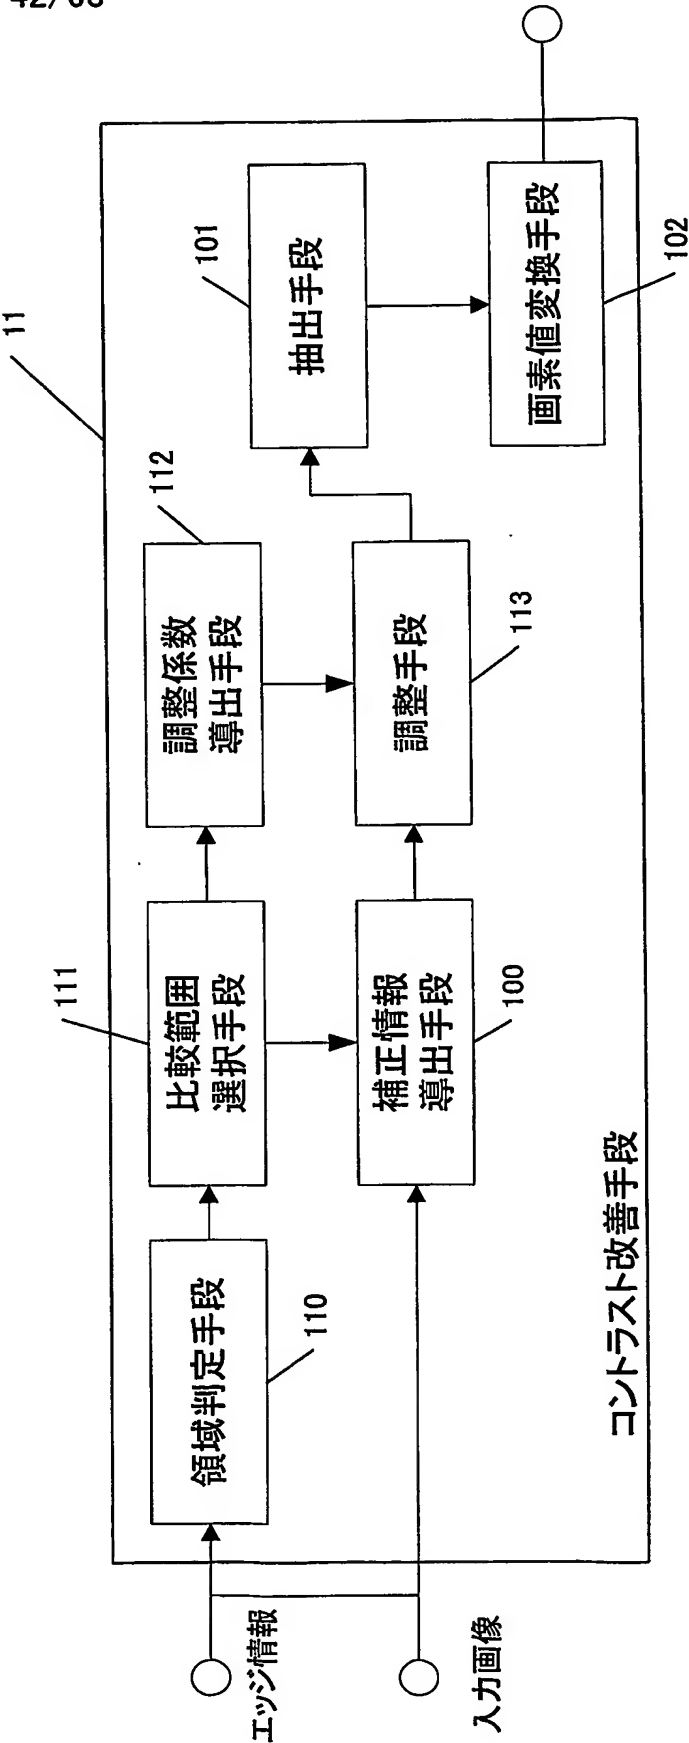 11
エッジ情報
入力画像
領域判定手段
110
111
比較範囲
選択手段
補正情報
導出手段
100
112
調整係数
導出手段
調整手段
113
101
抽出手段
画素値変換手段
102
コントラスト改善手段